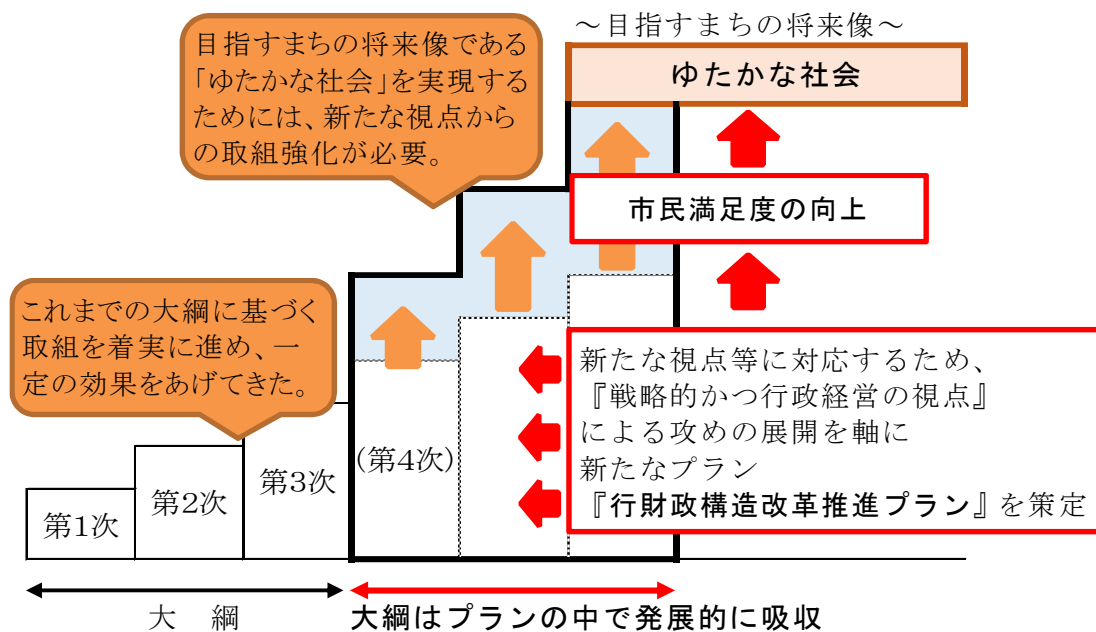 ～目指すまちの将来像～
ゆたかな社会
目指すまちの将来像である
「ゆたかな社会」を実現する
ためには、新たな視点から
の取組強化が必要。
市民満足度の向上
これまでの大綱に基づく
取組を着実に進め、一
定の効果をあげてきた。
新たな視点等に対応するため、
『戦略的かつ行政経営の視点』
による攻めの展開を軸に
新たなプラン
『行財政構造改革推進プラン』を策定
第1次
第2次
第3次
(第4次)
大 綱
大綱はプランの中で発展的に吸収